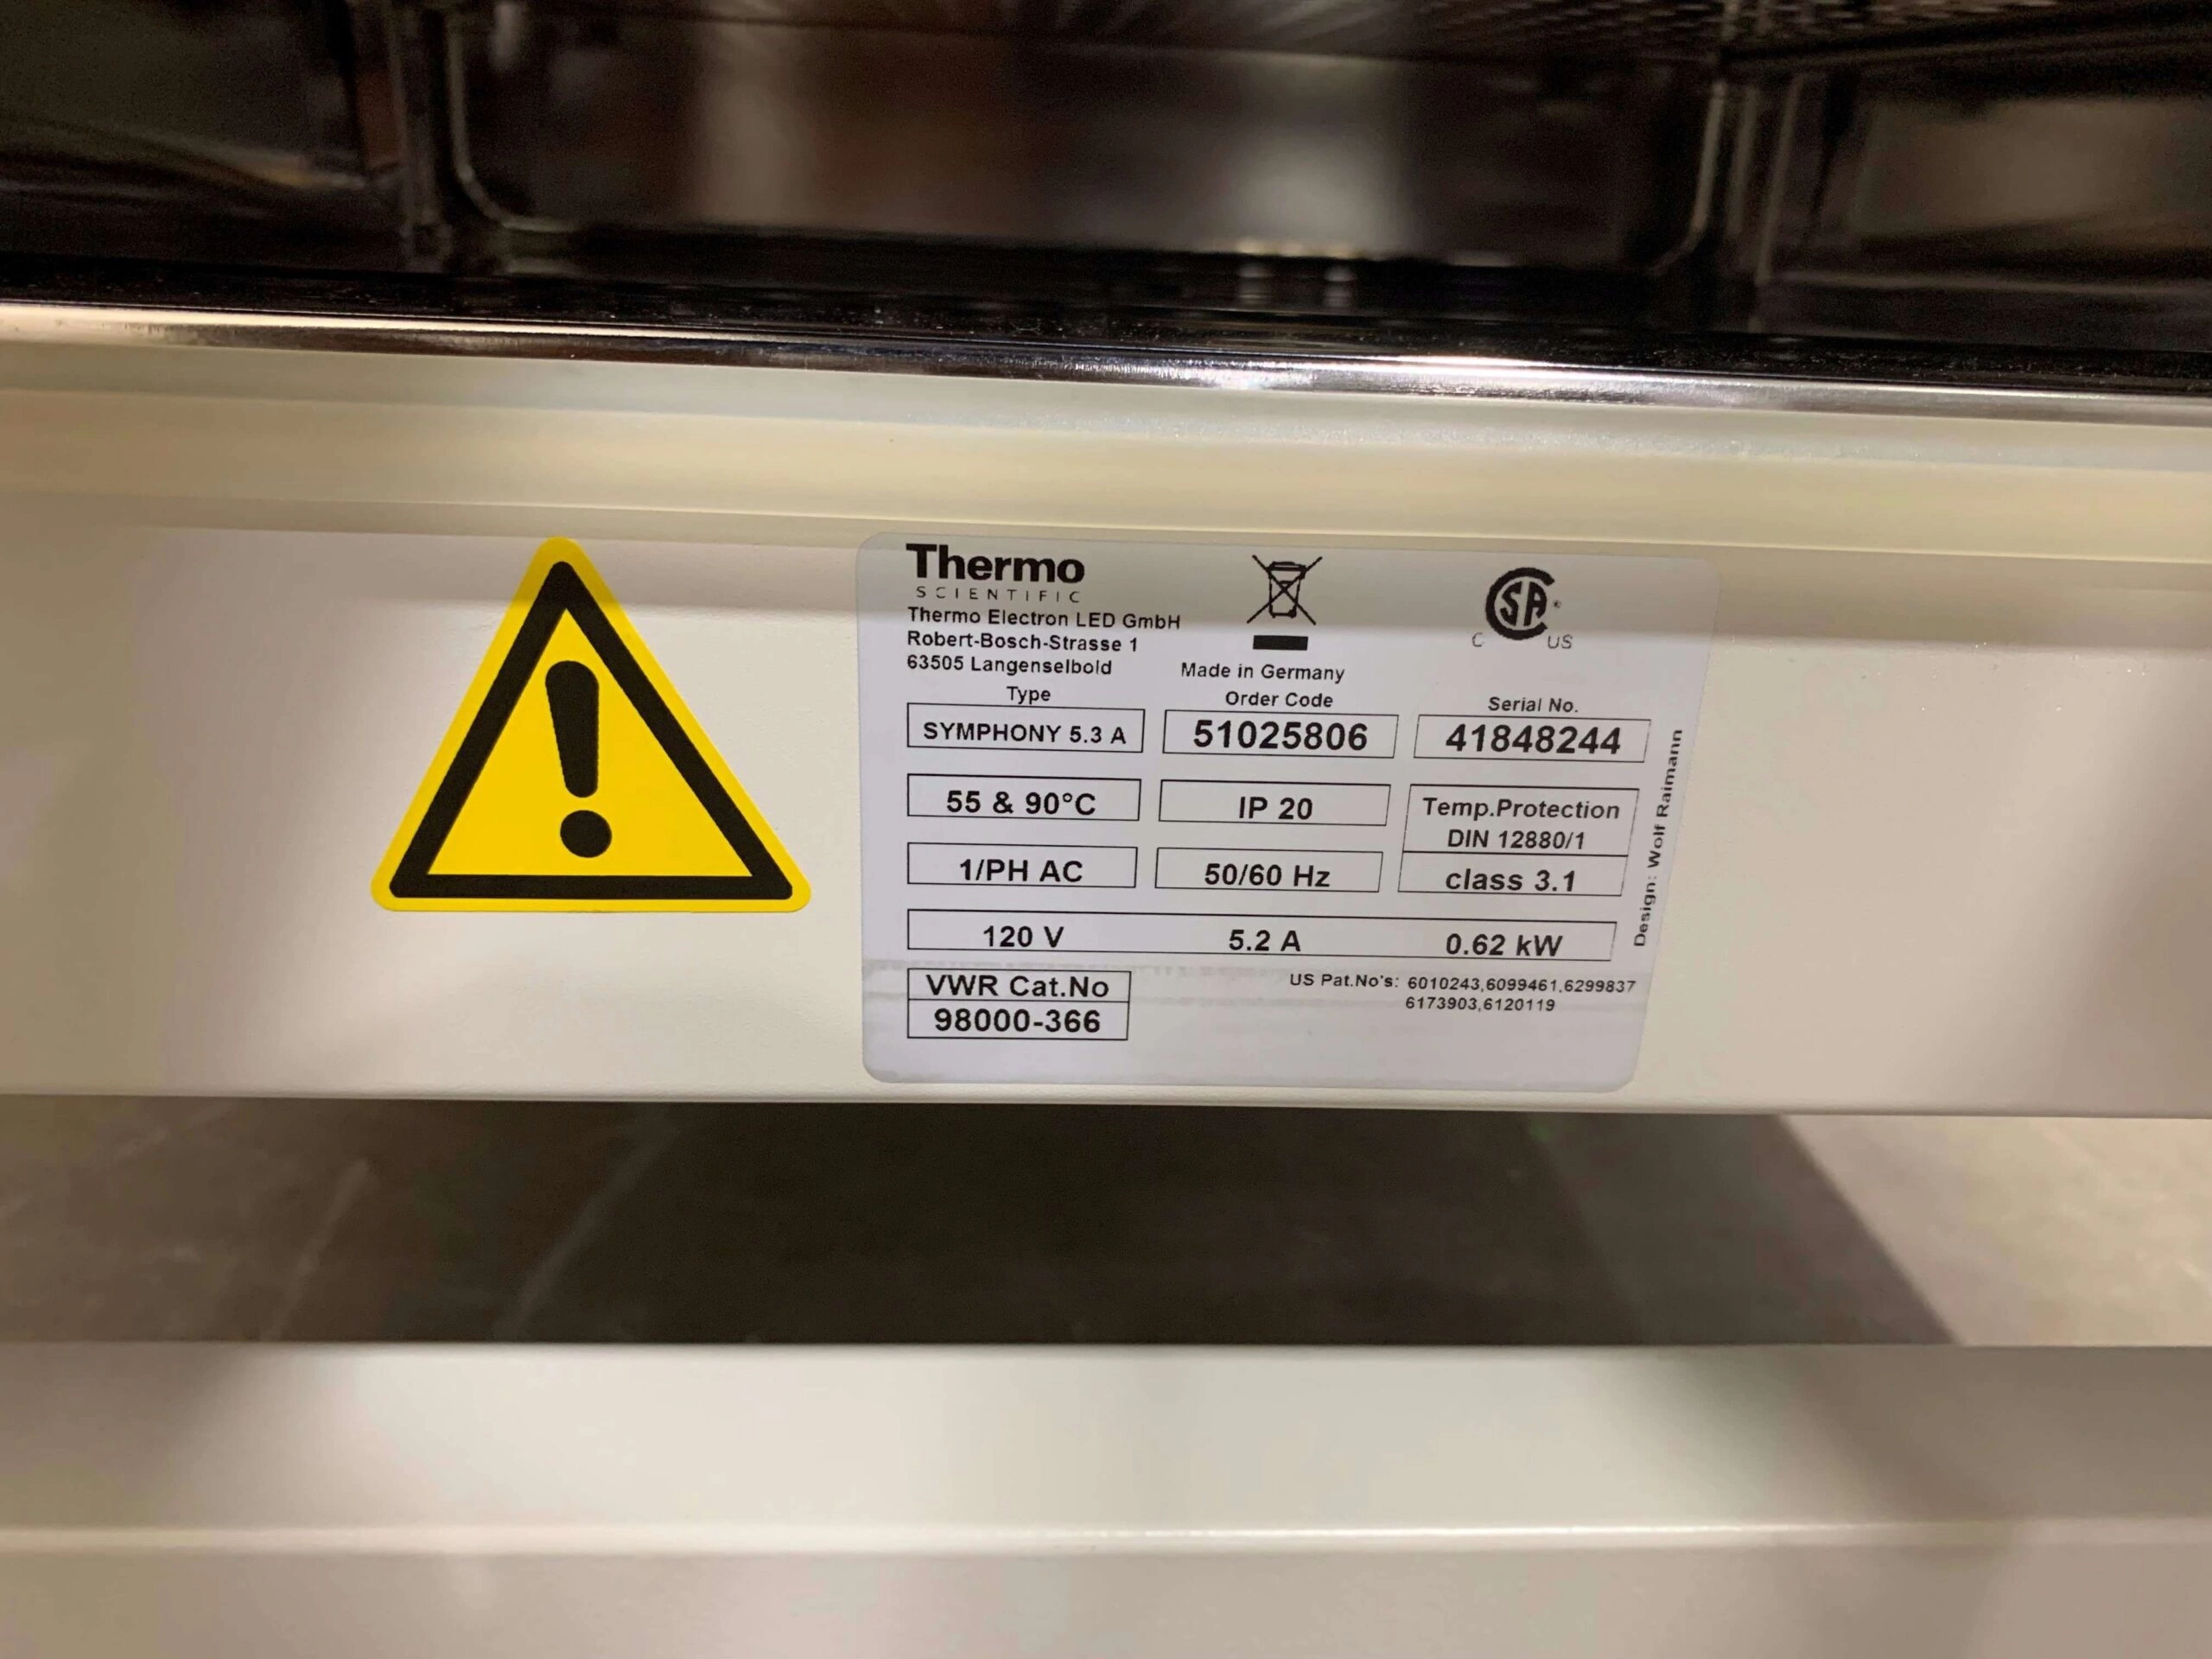 Thermo
SCIENTIFIC
Thermo Electron LED GmbH
Robert-Bosch-Strasse 1
63505 Langenselbold
Made in Germany
CSA
C US
Type
Order Code
Serial No.
SYMPHONY 5.3 A
51025806
41848244
55 & 90°C
IP 20
Temp.Protection
DIN 12880/1
1/PH AC
50/60 Hz
class 3.1
120 V 5.2 A 0.62 kW
Design: Wolf Raimann
VWR Cat.No
98000-366
US Pat.No's: 6010243,6099461,6299837
6173903,6120119